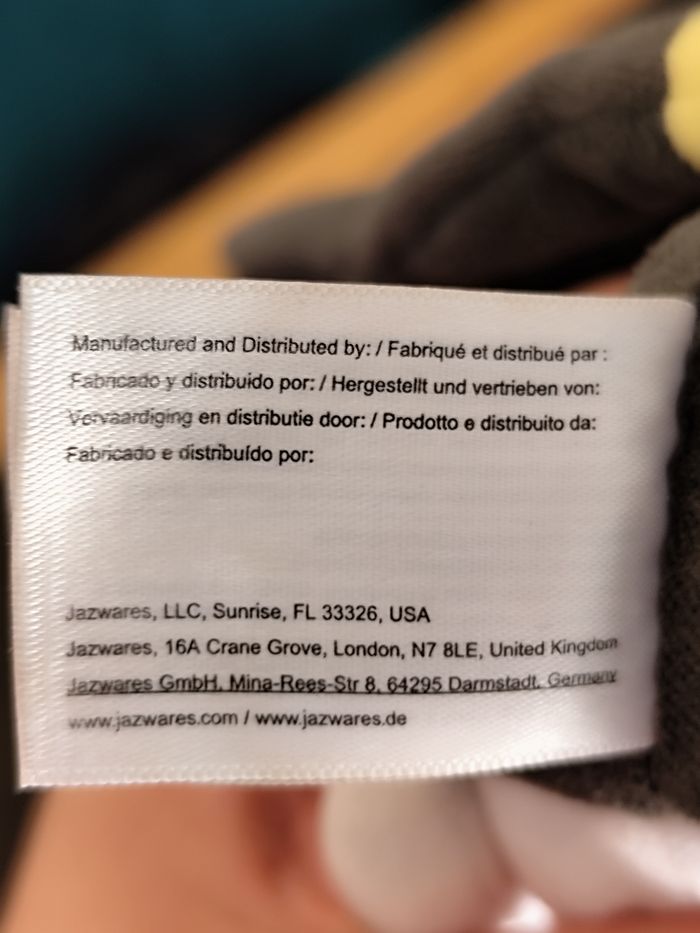 Manufactured and Distributed by: / Fabriqué et distribué par :
Fabricado y distribuido por: / Hergestellt und vertrieben von:
Vervaardiging en distributie door: / Prodotto e distribuito da:
Fabricado e distribuído por:
Jazwares, LLC, Sunrise, FL 33326, USA
Jazwares, 16A Crane Grove, London, N7 8LE, United Kingdom
Jazwares GmbH, Mina-Rees-Str 8, 64295 Darmstadt, Germany
www.jazwares.com / www.jazwares.de